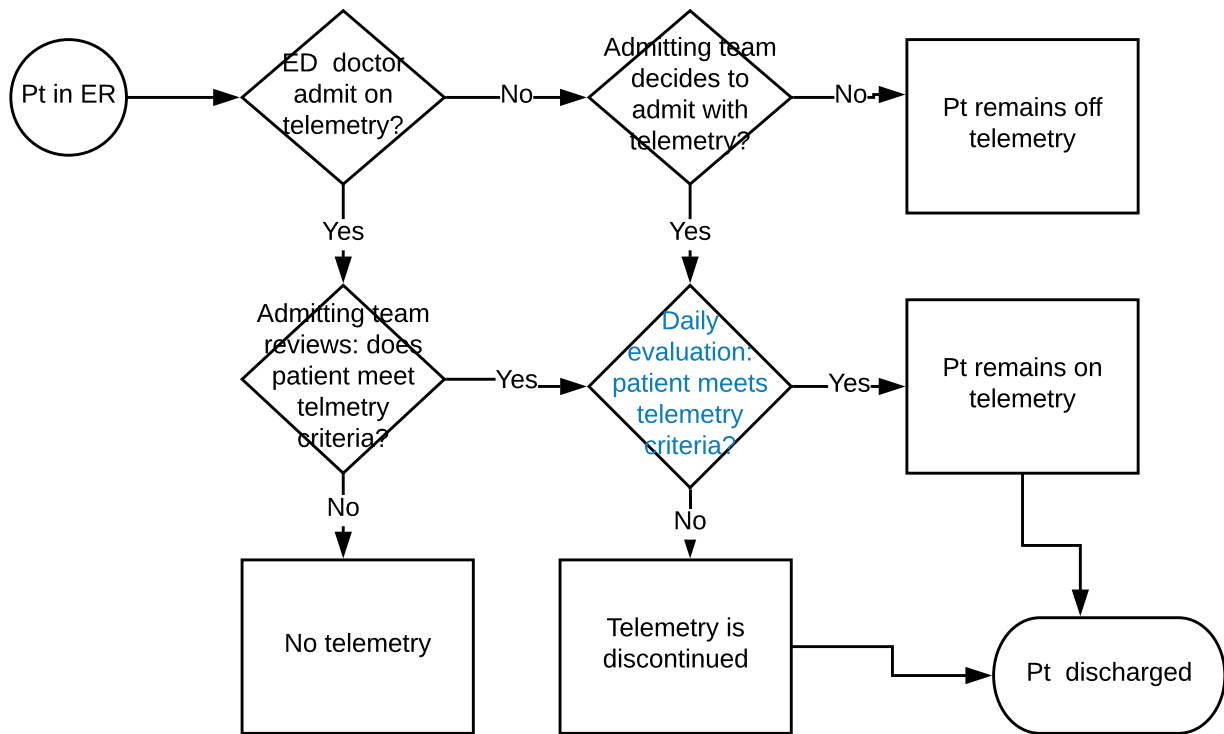 Pt in ER
ED  doctor
admit on
telemetry?
No
Admitting team
decides to
admit with
telemetry?
No
Pt remains off
telemetry
Yes
Yes
Admitting team
reviews: does
patient meet
telmetry
criteria?
Yes
Daily
evaluation:
patient meets
telemetry
criteria?
Yes
Pt remains on
telemetry
No
No
No telemetry
Telemetry is
discontinued
Pt  discharged